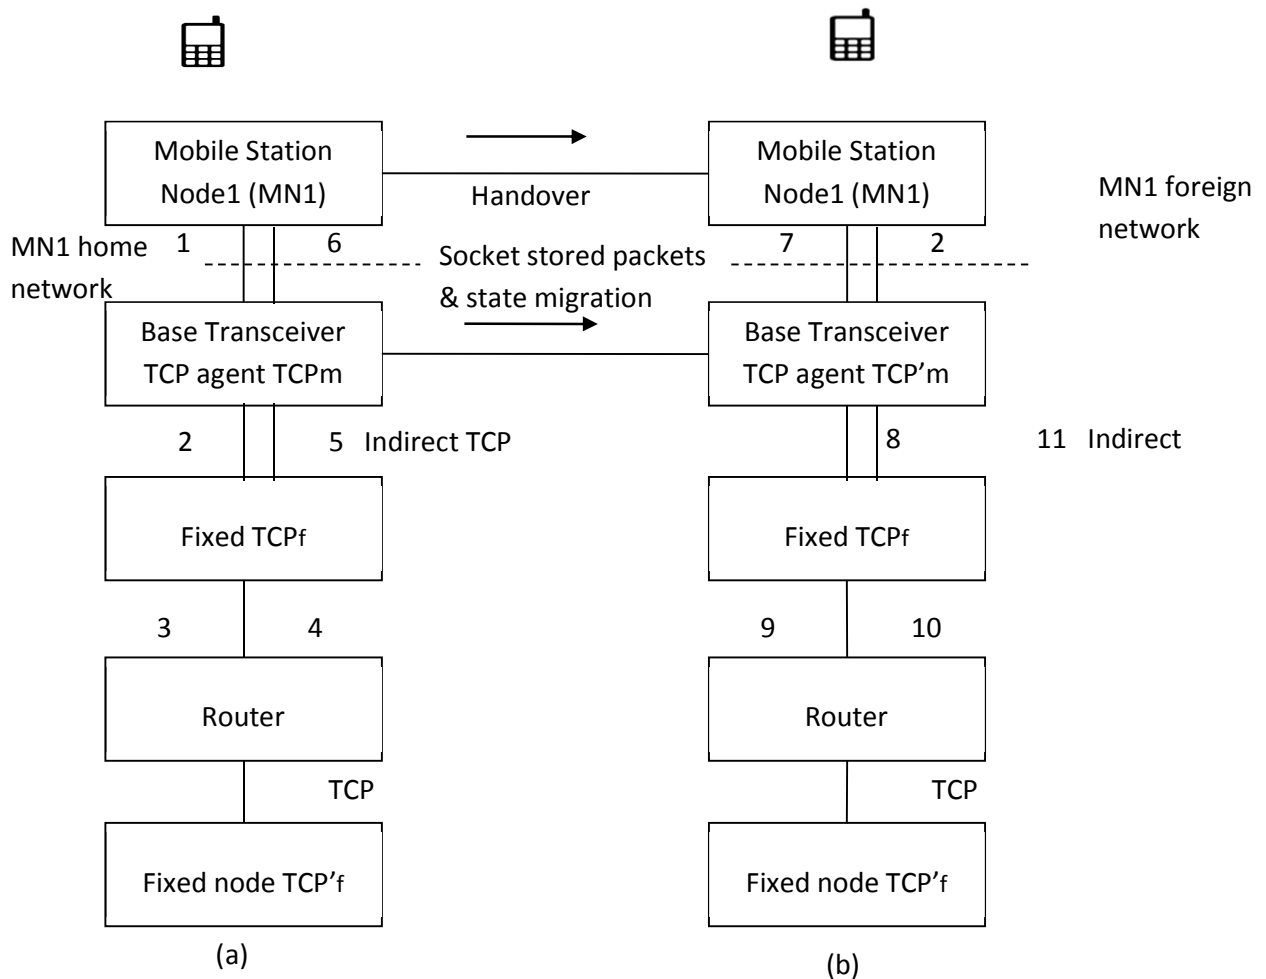 Mobile Station
Node1 (MN1)
Handover
Mobile Station
Node1 (MN1)
MN1 foreign
network
MN1 home
network
1
6
Socket stored packets
& state migration
7
2
Base Transceiver
TCP agent TCPm
Base Transceiver
TCP agent TCP’m
2
5 Indirect TCP
8
11 Indirect
Fixed TCPf
Fixed TCPf
3
4
9
10
Router
Router
TCP
TCP
Fixed node TCP’f
Fixed node TCP’f
(a)
(b)